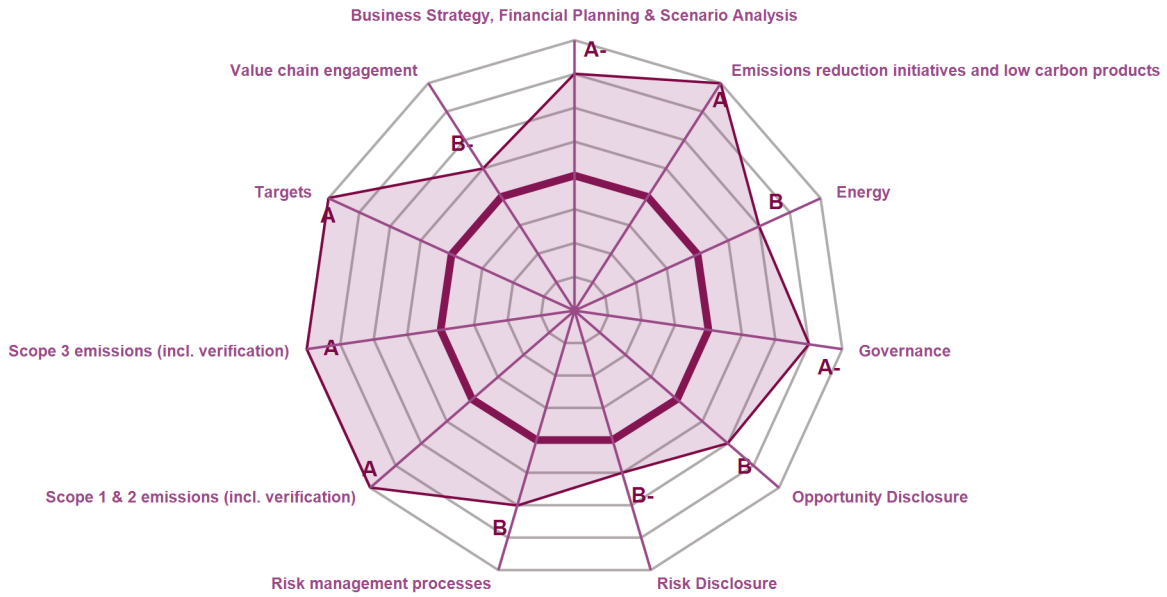 Business Strategy, Financial Planning & Scenario Analysis
A-
Value chain engagement
Emissions reduction initiatives and low carbon products
A
B-
Targets
A
Energy
B
Scope 3 emissions (incl. verification)
A
Governance
A-
A
Scope 1 & 2 emissions (incl. verification)
B
Opportunity Disclosure
B
B-
Risk management processes
Risk Disclosure